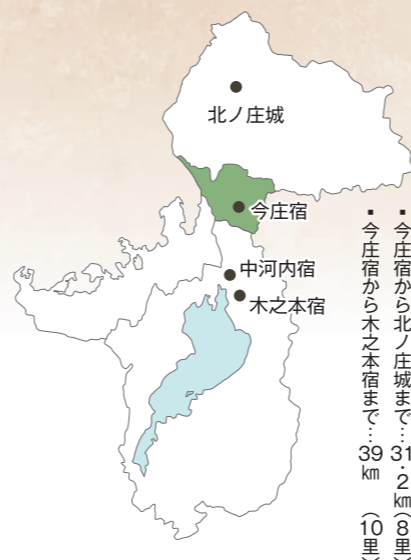 北ノ庄城
今庄宿
中河内宿
木之本宿
▪今庄宿から北ノ庄城まで…31・2km(8里)
▪今庄宿から木之本宿まで…39km (10里)